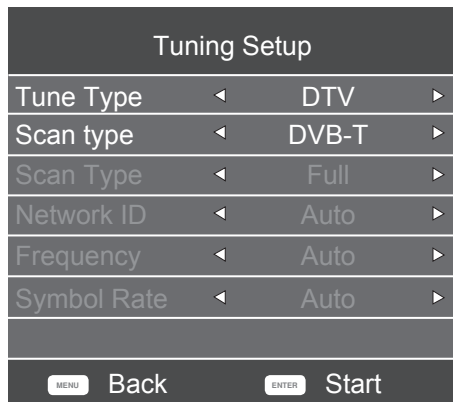 Tuning Setup
Tune Type DTV
Scan type DVB-T
Scan Type Full
Network ID Auto
Frequency Auto
Symbol Rate Auto
MENU Back ENTER Start